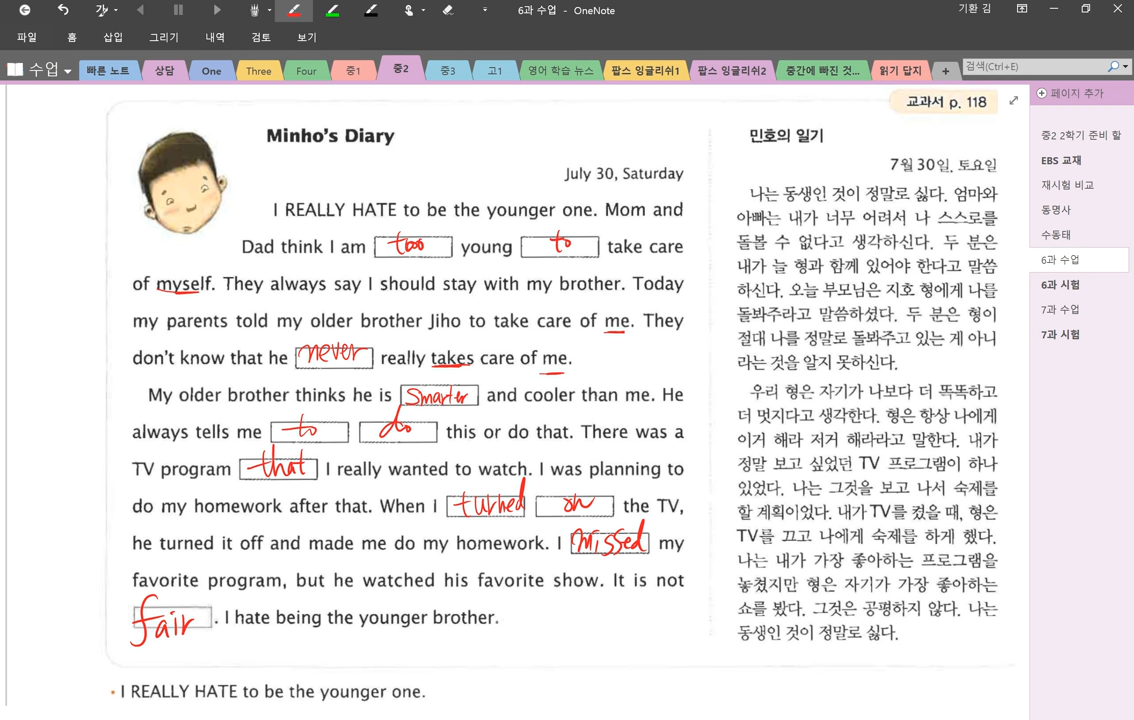 6과 수업 - OneNote
기환 김
파일 홈 삽입 그리기 내역 검토 보기
수업 빠른 노트 상담 One Three Four 중1 중2 중3 고1 영어 학습 뉴스 팝스 잉글리쉬1 팝스 잉글리쉬2 중간에 빠진 것... 읽기 답지 + 검색(Ctrl+E)
페이지 추가
중2 2학기 준비 할
EBS 교재
재시험 비교
동명사
수동태
6과 수업
6과 시험
7과 수업
7과 시험
교과서 p. 118
Minho's Diary
July 30, Saturday
I REALLY HATE to be the younger one. Mom and
Dad think I am too young to take care
of myself. They always say I should stay with my brother. Today
my parents told my older brother Jiho to take care of me. They
don't know that he never really takes care of me.
My older brother thinks he is smarter and cooler than me. He
always tells me to do this or do that. There was a
TV program that I really wanted to watch. I was planning to
do my homework after that. When I turned on the TV,
he turned it off and made me do my homework. I missed my
favorite program, but he watched his favorite show. It is not
fair. I hate being the younger brother.
민호의 일기
7월 30일, 토요일
나는 동생인 것이 정말로 싫다. 엄마와
아빠는 내가 너무 어려서 나 스스로를
돌볼 수 없다고 생각하신다. 두 분은
내가 늘 형과 함께 있어야 한다고 말씀
하신다. 오늘 부모님은 지호 형에게 나를
돌봐주라고 말씀하셨다. 두 분은 형이
절대 나를 정말로 돌봐주고 있는 게 아니
라는 것을 알지 못하신다.
우리 형은 자기가 나보다 더 똑똑하고
더 멋지다고 생각한다. 형은 항상 나에게
이거 해라 저거 해라라고 말한다. 내가
정말 보고 싶었던 TV 프로그램이 하나
있었다. 나는 그것을 보고 나서 숙제를
할 계획이었다. 내가 TV를 켰을 때, 형은
TV를 끄고 나에게 숙제를 하게 했다.
나는 내가 가장 좋아하는 프로그램을
놓쳤지만 형은 자기가 가장 좋아하는
쇼를 봤다. 그것은 공평하지 않다. 나는
동생인 것이 정말로 싫다.
• I REALLY HATE to be the younger one.